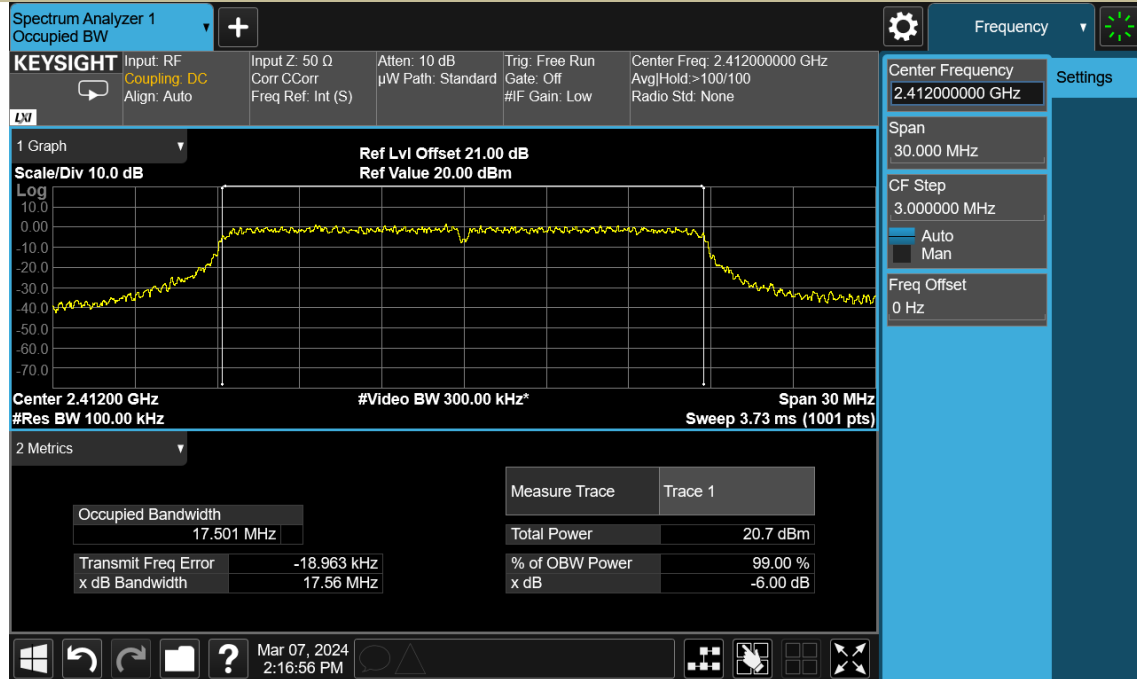 Spectrum Analyzer 1
Occupied BW
+
Frequency
KEYSIGHT
Input: RF
Coupling: DC
Align: Auto
Input Z: 50 Ω
Corr CCorr
Freq Ref: Int (S)
Atten: 10 dB
µW Path: Standard
Trig: Free Run
Gate: Off
#IF Gain: Low
Center Freq: 2.412000000 GHz
Avg|Hold:>100/100
Radio Std: None
LXI
Center Frequency
2.412000000 GHz
Settings
Span
30.000 MHz
CF Step
3.000000 MHz
Auto
Man
Freq Offset
0 Hz
1 Graph
Scale/Div 10.0 dB
Ref Lvl Offset 21.00 dB
Ref Value 20.00 dBm
Log
10.0
0.00
-10.0
-20.0
-30.0
-40.0
-50.0
-60.0
-70.0
Center 2.41200 GHz
#Video BW 300.00 kHz*
Span 30 MHz
#Res BW 100.00 kHz
Sweep 3.73 ms (1001 pts)
2 Metrics
Measure Trace Trace 1
Occupied Bandwidth
17.501 MHz
Total Power 20.7 dBm
Transmit Freq Error -18.963 kHz
% of OBW Power 99.00 %
x dB Bandwidth 17.56 MHz
x dB -6.00 dB
?
Mar 07, 2024
2:16:56 PM